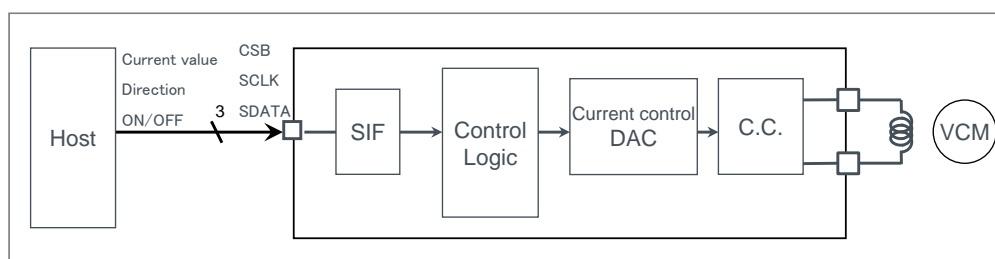 Host
Current value
Direction
ON/OFF
3
CSB
SCLK
SDATA
SIF
Control
Logic
Current control
DAC
C.C.
VCM